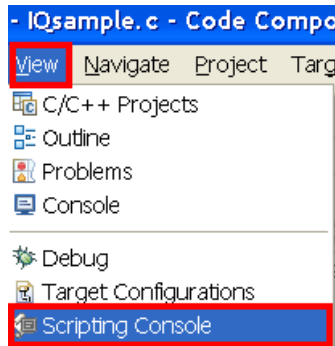 - IQsample.c - Code Compo
View Navigate Project Targ
C/C++ Projects
Outline
Problems
Console
Debug
Target Configurations
Scripting Console